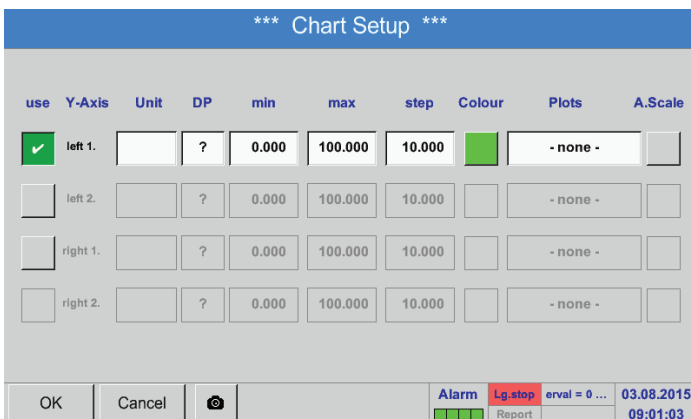 *** Chart Setup ***
use Y-Axis Unit DP min max step Colour Plots A.Scale
left 1. ? 0.000 100.000 10.000 - none -
left 2. ? 0.000 100.000 10.000 - none -
right 1. ? 0.000 100.000 10.000 - none -
right 2. ? 0.000 100.000 10.000 - none -
OK Cancel Alarm Lg.stop erval = 0 ... 03.08.2015
Report 09:01:03